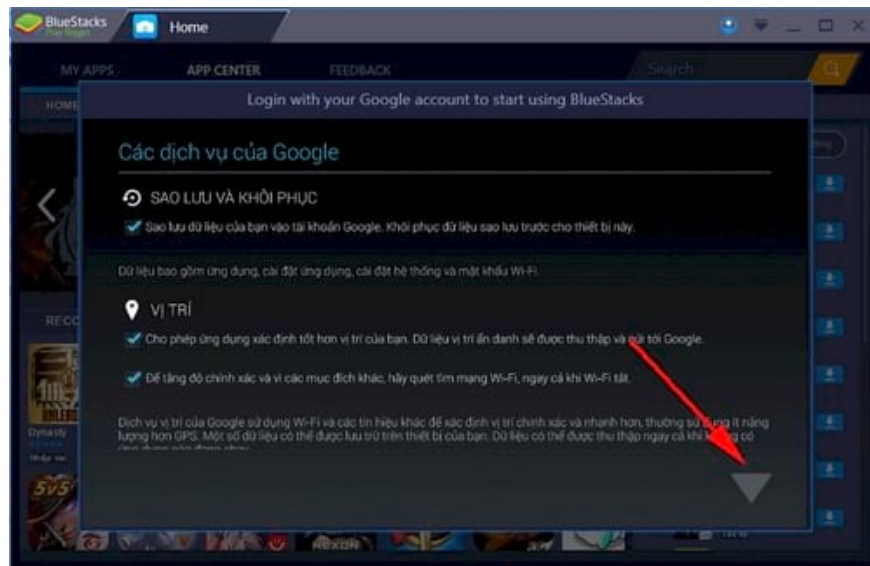 BlueStacks
Home
MY APPS
APP CENTER
FEEDBACK
Search
HOME
Login with your Google account to start using BlueStacks
Các dịch vụ của Google
SAO LƯU VÀ KHÔI PHỤC
Sao lưu dữ liệu của bạn vào tài khoản Google. Khôi phục dữ liệu sao lưu trước cho thiết bị này.
Dữ liệu bao gồm ứng dụng, cài đặt ứng dụng, cài đặt hệ thống và mật khẩu Wi-Fi.
VỊ TRÍ
Cho phép ứng dụng xác định tốt hơn vị trí của bạn. Dữ liệu vị trí ẩn danh sẽ được thu thập và gửi tới Google.
Để tăng độ chính xác và vì các mục đích khác, hãy quét tìm mạng Wi-Fi, ngay cả khi Wi-Fi tắt.
Dịch vụ vị trí của Google sử dụng Wi-Fi và các tín hiệu khác để xác định vị trí chính xác và nhanh hơn, thường sử dụng ít năng
lượng hơn GPS. Một số dữ liệu có thể được lưu trữ trên thiết bị của bạn. Dữ liệu có thể được thu thập ngay cả khi không có
RECO
Dynasty
5v5
NEXON